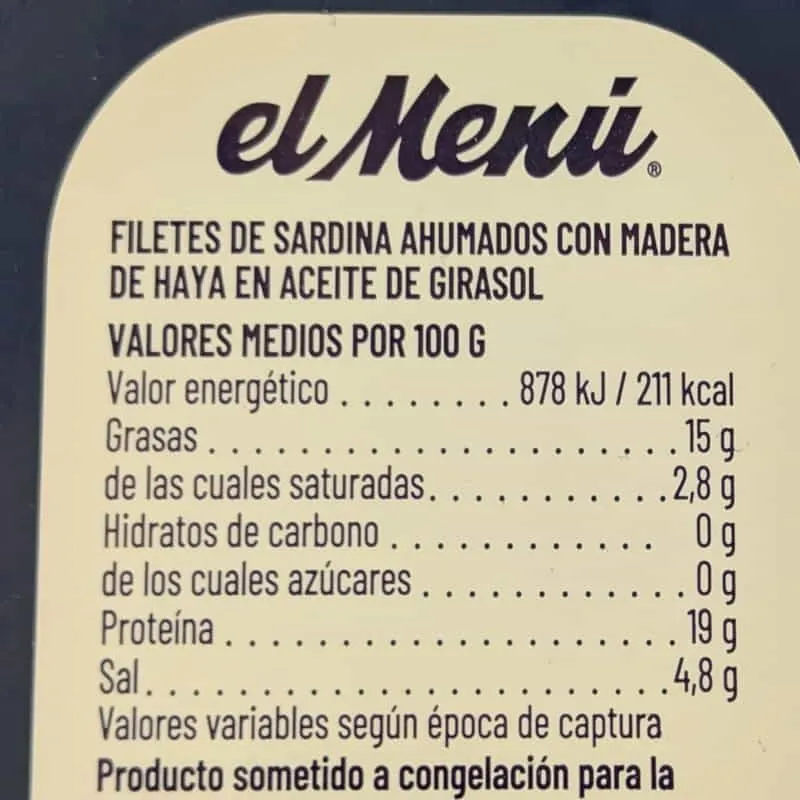 el Menú®
FILETES DE SARDINA AHUMADOS CON MADERA
DE HAYA EN ACEITE DE GIRASOL
VALORES MEDIOS POR 100 G
Valor energético . . . . . . . . 878 kJ / 211 kcal
Grasas . . . . . . . . . . . . . . . . . . . . . . 15 g
de las cuales saturadas. . . . . . . . . . . . 2,8 g
Hidratos de carbono . . . . . . . . . . . . 0 g
de los cuales azúcares . . . . . . . . . . . . . 0 g
Proteína . . . . . . . . . . . . . . . . . . . . . 19 g
Sal. . . . . . . . . . . . . . . . . . . . . . . . 4,8 g
Valores variables según época de captura
Producto sometido a congelación para la